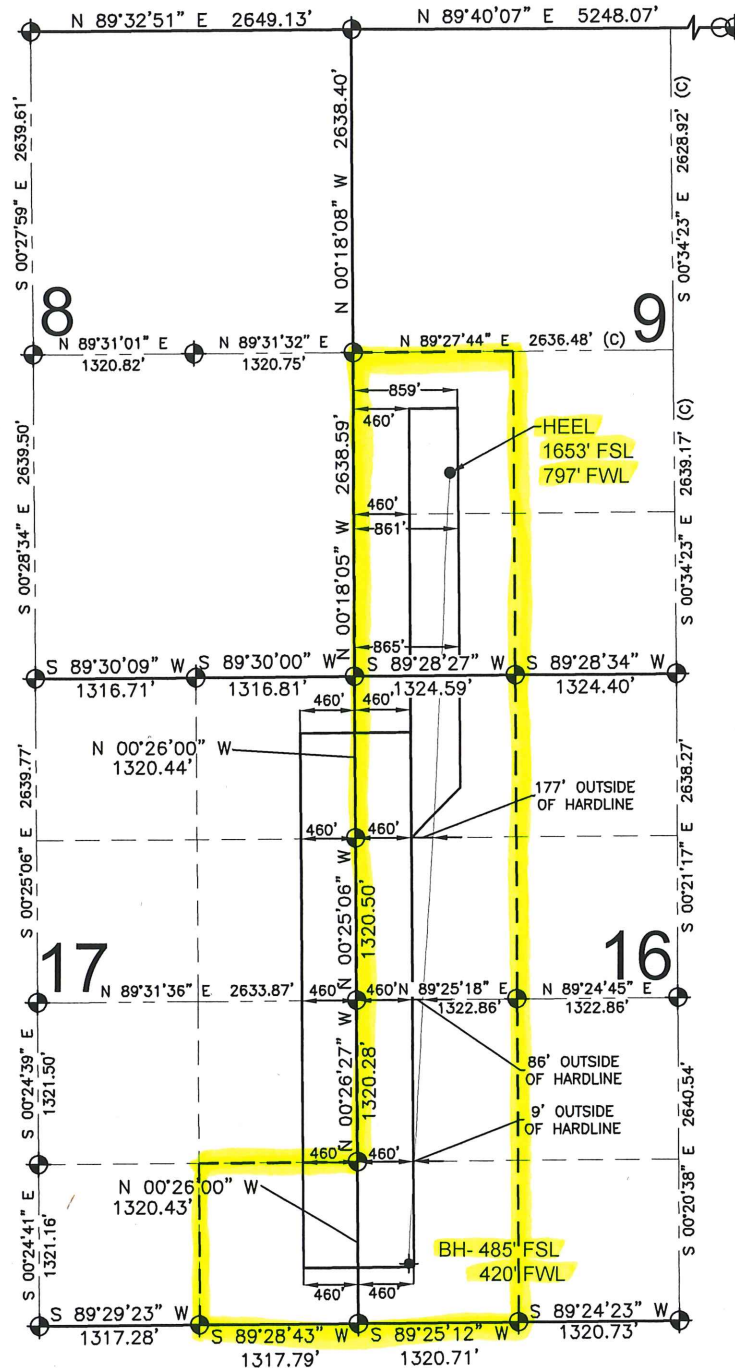 N 89°32'51" E 2649.13'
N 89°40'07" E 5248.07'
S 00°27'59" E 2639.61'
N 00°18'08" W 2638.40'
S 00°34'23" E 2628.92' (C)
8
9
N 89°31'01" E
1320.82'
N 89°31'32" E
1320.75'
N 89°27'44" E 2636.48' (C)
859'
460'
HEEL
1653' FSL
797' FWL
S 00°28'34" E 2639.50'
N 00°18'05" W 2638.59'
S 00°34'23" E 2639.17' (C)
460'
861'
865'
S 89°30'09" W
1316.71'
S 89°30'00" W
1316.81'
S 89°28'27" W
1324.59'
S 89°28'34" W
1324.40'
460'
460'
N 00°26'00" W
1320.44'
177' OUTSIDE
OF HARDLINE
460'
460'
S 00°25'06" E 2639.77'
N 00°25'06" W
1320.50'
S 00°21'17" E 2638.27'
17
16
N 89°31'36" E 2633.87'
460'
460'
N 89°25'18" E
1322.86'
N 89°24'45" E
1322.86'
86' OUTSIDE
OF HARDLINE
S 00°24'39" E
1321.50'
N 00°26'27" W
1320.28'
9' OUTSIDE
OF HARDLINE
S 00°20'38" E 2640.54'
460'
460'
N 00°26'00" W
1320.43'
S 00°24'41" E
1321.16'
BH- 485' FSL
420' FWL
460'
460'
S 89°29'23" W
1317.28'
S 89°28'43" W
1317.79'
S 89°25'12" W
1320.71'
S 89°24'23" W
1320.73'